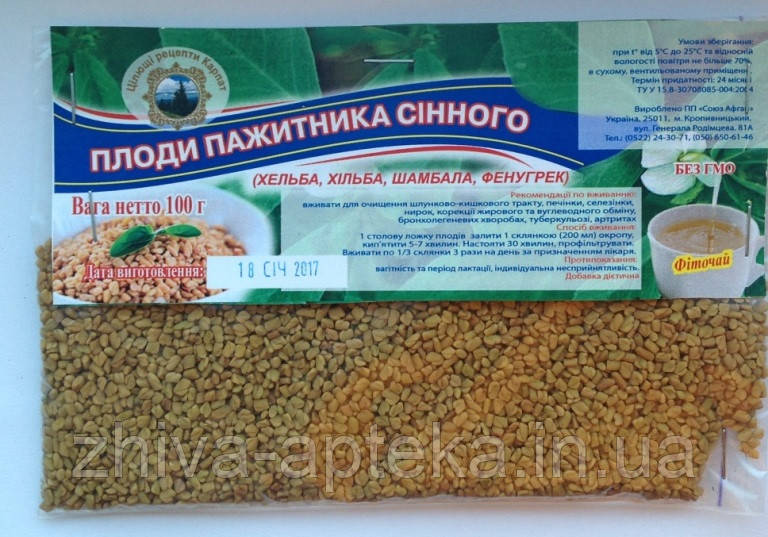 Цілющі рецепти Карпат
ПЛОДИ ПАЖИТНИКА СІННОГО
(ХЕЛЬБА, ХІЛЬБА, ШАМБАЛА, ФЕНУГРЕК)
Умови зберігання:
при t° від 5°С до 25°С та відносній
вологості повітря не більше 70%,
в сухому, вентильованому приміщенні.
Термін придатності: 24 місяці
ТУ У 15.8-30708085-004:2004
Вироблено ПП «Союз Афган»
Україна, 25011, м. Кропивницький,
вул. Генерала Родімцева, 81А
Тел.: (0522) 24-30-71, (050) 650-61-46
БЕЗ ГМО
Вага нетто 100 г
Дата виготовлення:
18 СІЧ 2017
Рекомендації по вживанню:
вживати для очищення шлунково-кишкового тракту, печінки, селезінки,
нирок, корекції жирового та вуглеводного обміну,
бронхолегеневих хворобах, туберкульозі, артритах
Спосіб вживання:
1 столову ложку плодів залити 1 склянкою (200 мл) окропу,
кип'ятити 5-7 хвилин. Настояти 30 хвилин, профільтрувати.
Вживати по 1/3 склянки 3 рази на день за призначенням лікаря.
Протипоказання:
вагітність та період лактації, індивідуальна несприйнятливість.
Добавка дієтична
Фіточай
zhiva-apteka.in.ua